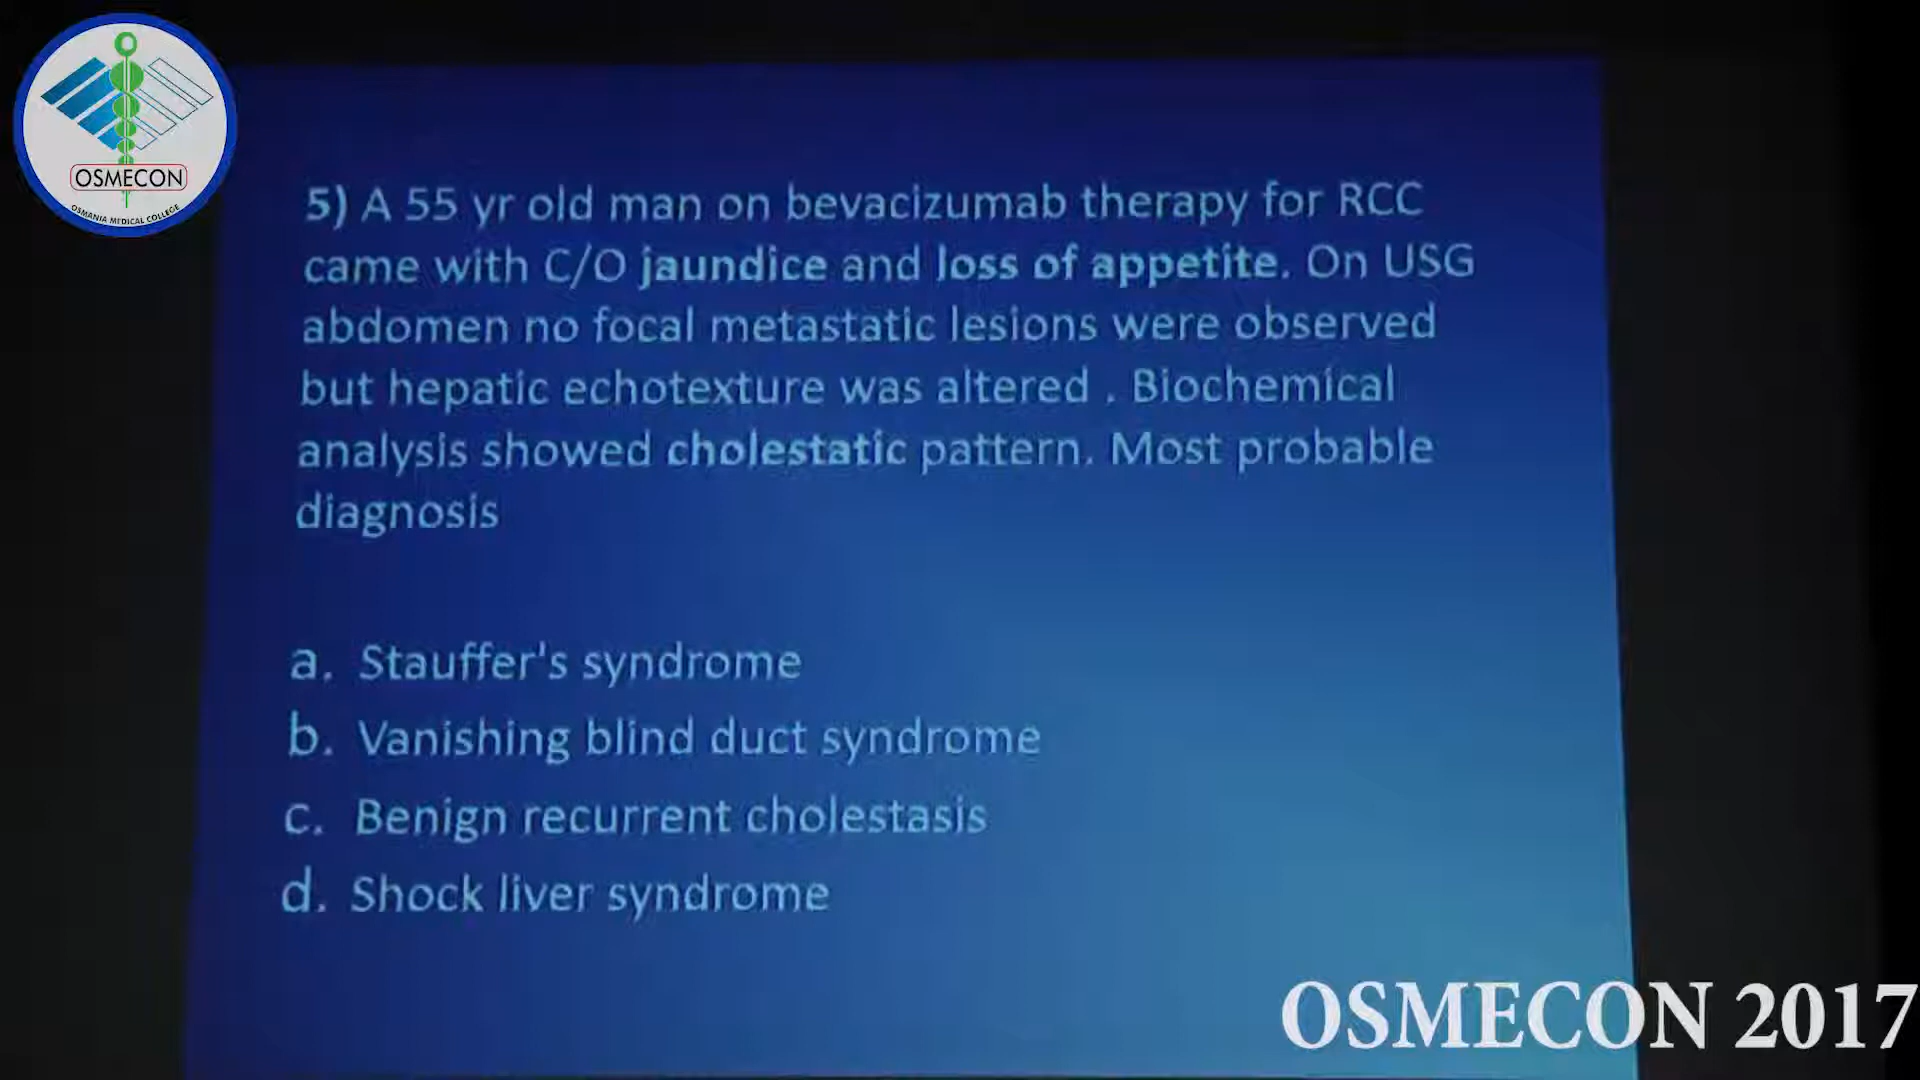 OSMECON
OSMANIA MEDICAL COLLEGE
5) A 55 yr old man on bevacizumab therapy for RCC
came with C/O jaundice and loss of appetite. On USG
abdomen no focal metastatic lesions were observed
but hepatic echotexture was altered . Biochemical
analysis showed cholestatic pattern. Most probable
diagnosis
a. Stauffer's syndrome
b. Vanishing blind duct syndrome
c. Benign recurrent cholestasis
d. Shock liver syndrome
OSMECON 2017